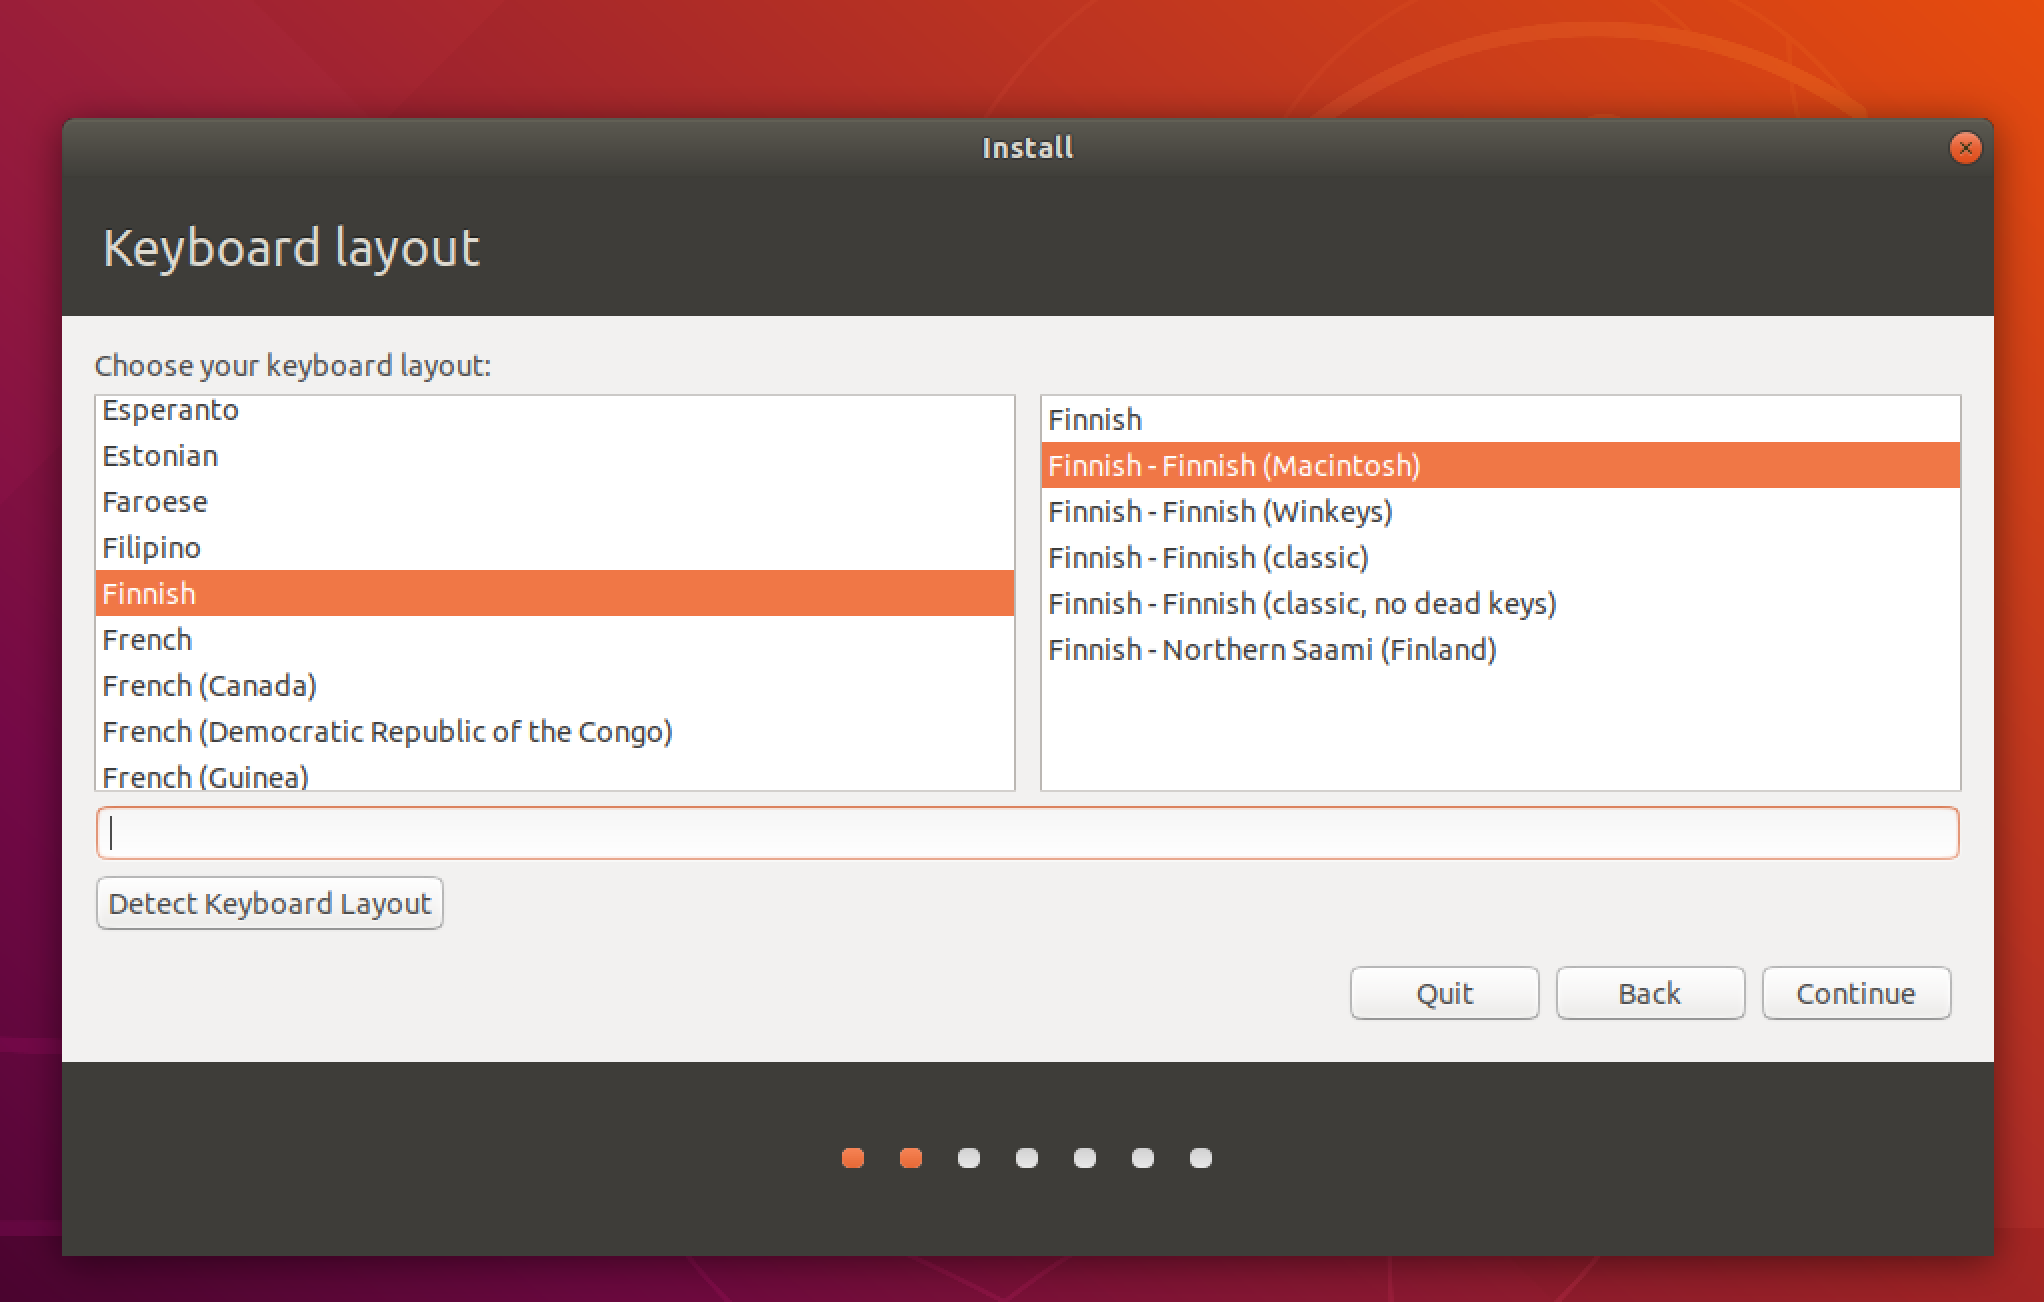 Install
Keyboard layout
Choose your keyboard layout:
Esperanto
Estonian
Faroese
Filipino
Finnish
French
French (Canada)
French (Democratic Republic of the Congo)
French (Guinea)
Finnish
Finnish - Finnish (Macintosh)
Finnish - Finnish (Winkeys)
Finnish - Finnish (classic)
Finnish - Finnish (classic, no dead keys)
Finnish - Northern Saami (Finland)
Detect Keyboard Layout
Quit
Back
Continue